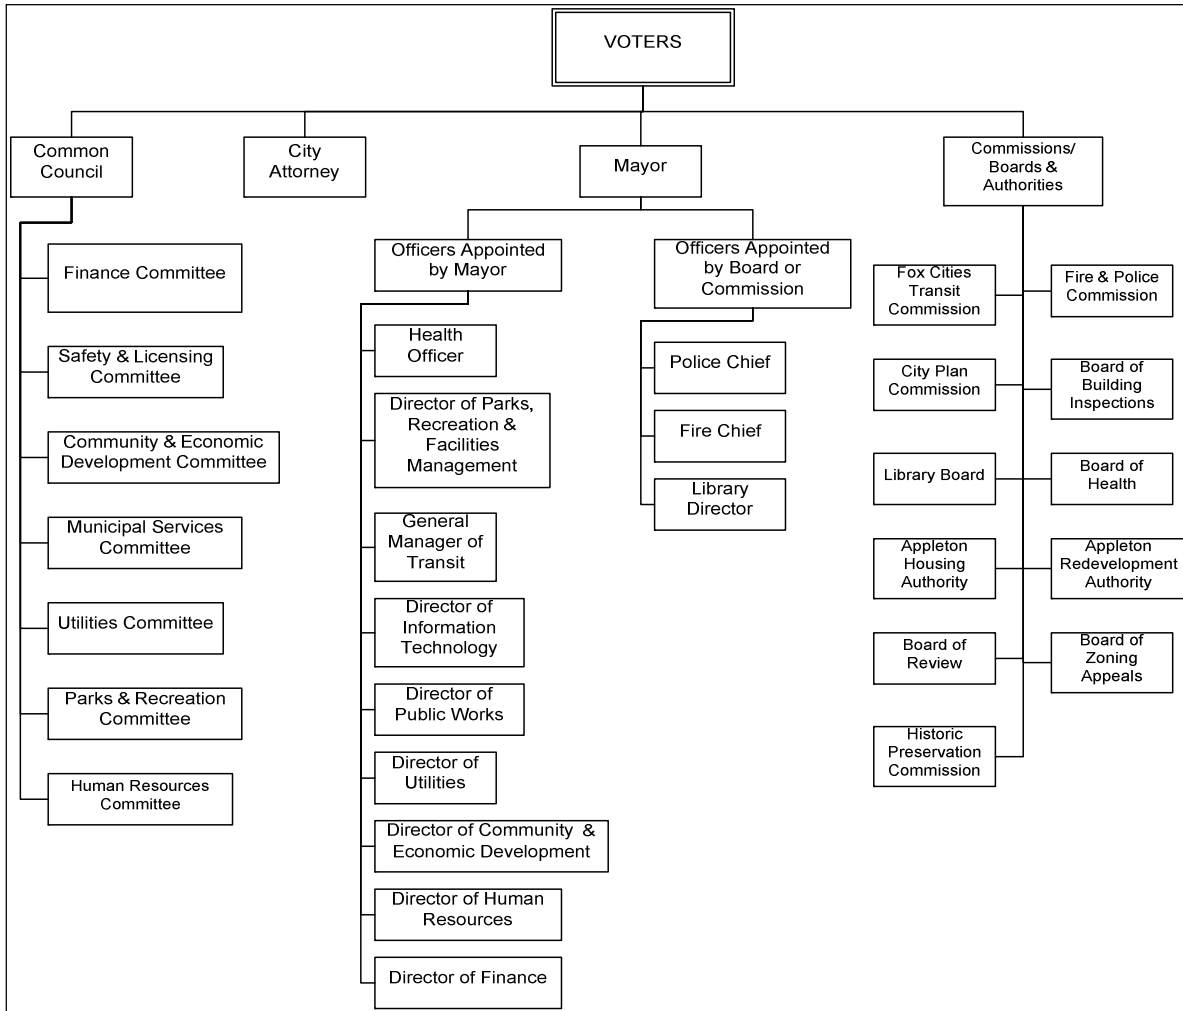 VOTERS
Common
Council
City
Attorney
Mayor
Commissions/
Boards &
Authorities
Finance Committee
Safety & Licensing
Committee
Community & Economic
Development Committee
Municipal Services
Committee
Utilities Committee
Parks & Recreation
Committee
Human Resources
Committee
Officers Appointed
by Mayor
Health
Officer
Director of Parks,
Recreation &
Facilities
Management
General
Manager of
Transit
Director of
Information
Technology
Director of
Public Works
Director of
Utilities
Director of Community &
Economic Development
Director of Human
Resources
Director of Finance
Officers Appointed
by Board or
Commission
Police Chief
Fire Chief
Library
Director
Fox Cities
Transit
Commission
Fire & Police
Commission
City Plan
Commission
Board of
Building
Inspections
Library Board
Board of
Health
Appleton
Housing
Authority
Appleton
Redevelopment
Authority
Board of
Review
Board of
Zoning
Appeals
Historic
Preservation
Commission